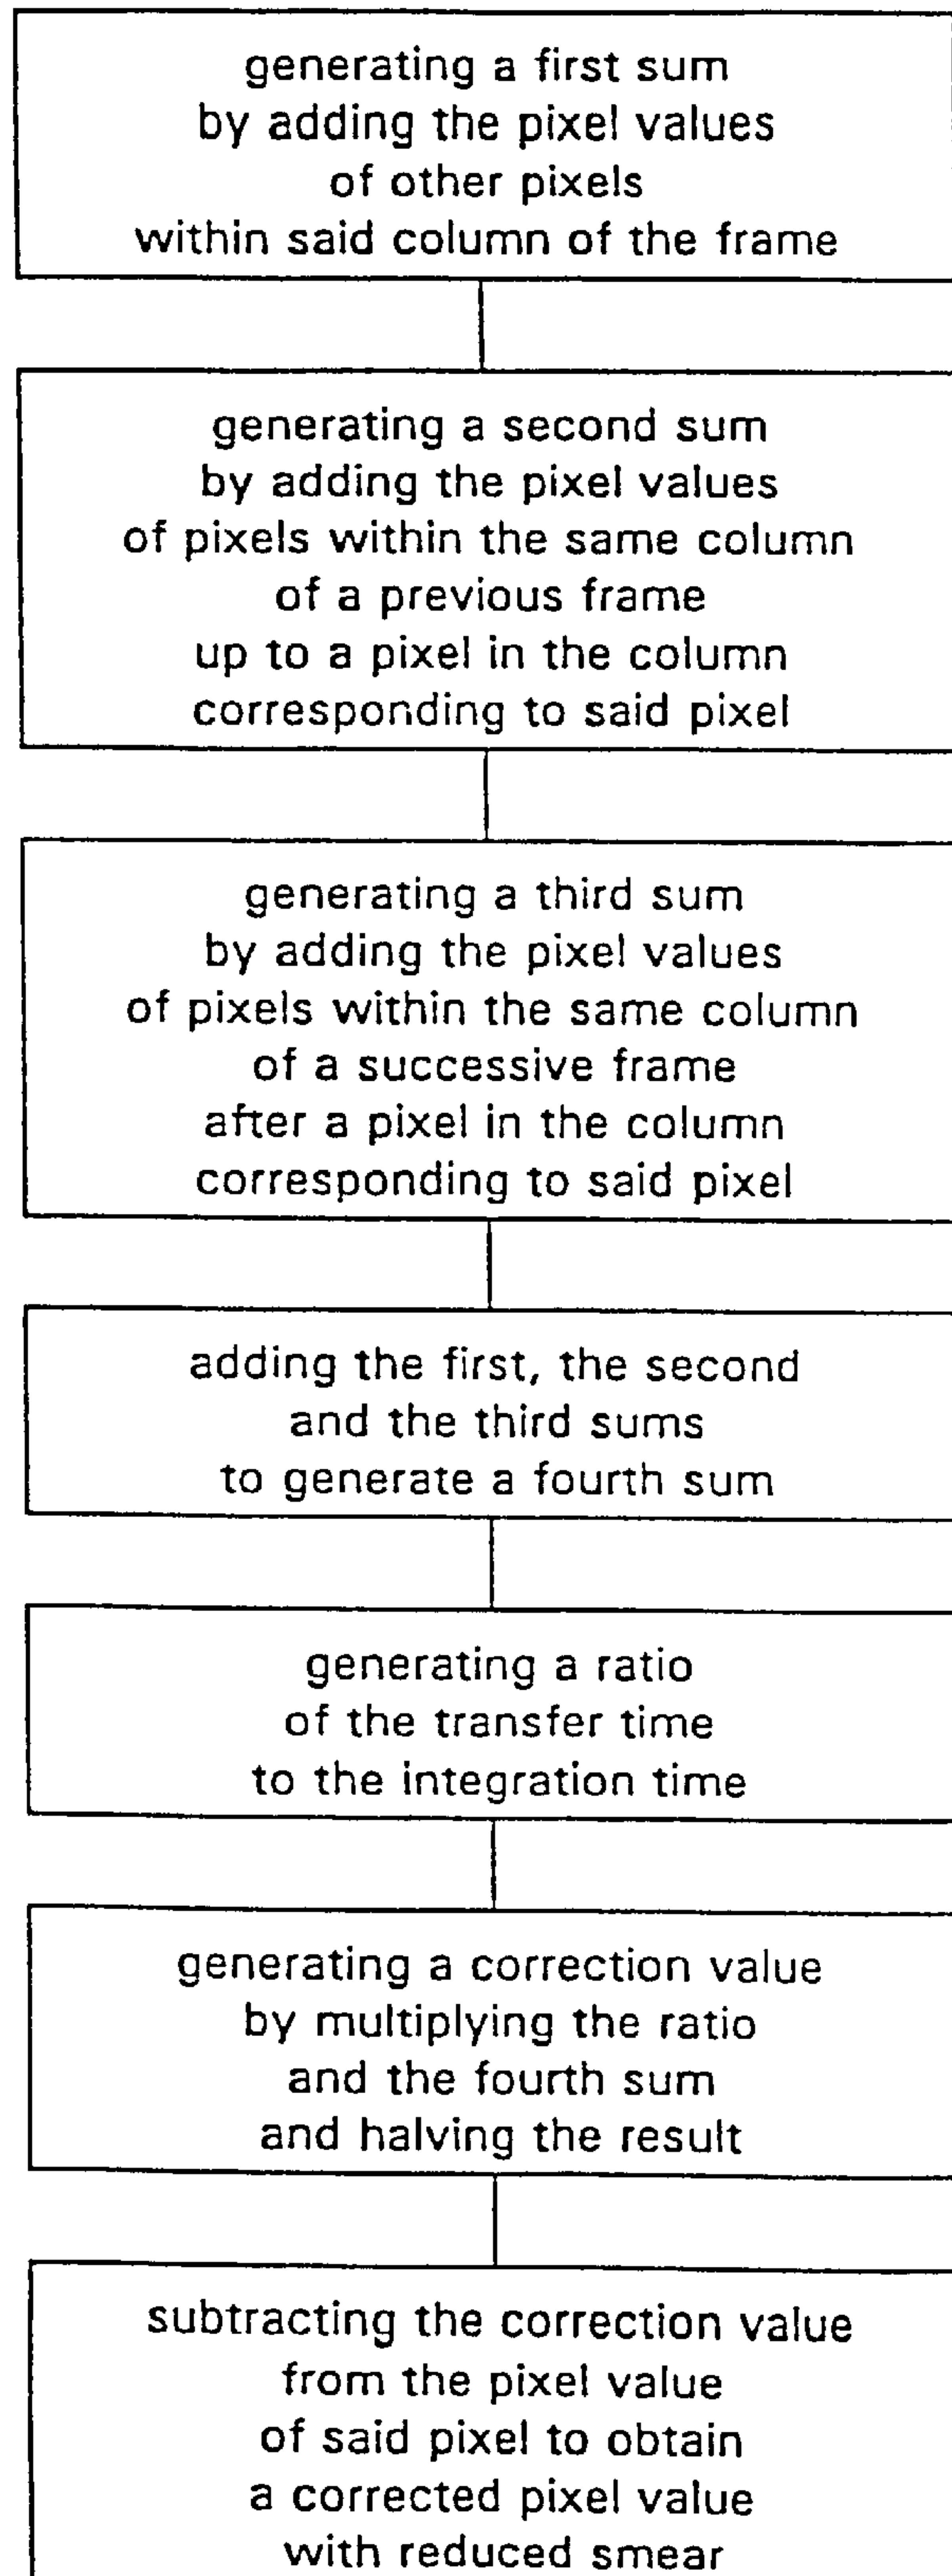 generating a first sum
by adding the pixel values
of other pixels
within said column of the frame
generating a second sum
by adding the pixel values
of pixels within the same column
of a previous frame
up to a pixel in the column
corresponding to said pixel
generating a third sum
by adding the pixel values
of pixels within the same column
of a successive frame
after a pixel in the column
corresponding to said pixel
adding the first, the second
and the third sums
to generate a fourth sum
generating a ratio
of the transfer time
to the integration time
generating a correction value
by multiplying the ratio
and the fourth sum
and halving the result
subtracting the correction value
from the pixel value
of said pixel to obtain
a corrected pixel value
with reduced smear